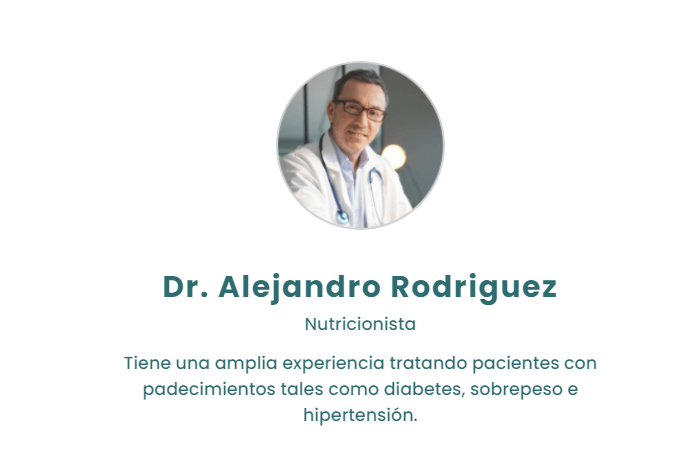 Dr. Alejandro Rodriguez
Nutricionista
Tiene una amplia experiencia tratando pacientes con
padecimientos tales como diabetes, sobrepeso e
hipertensión.